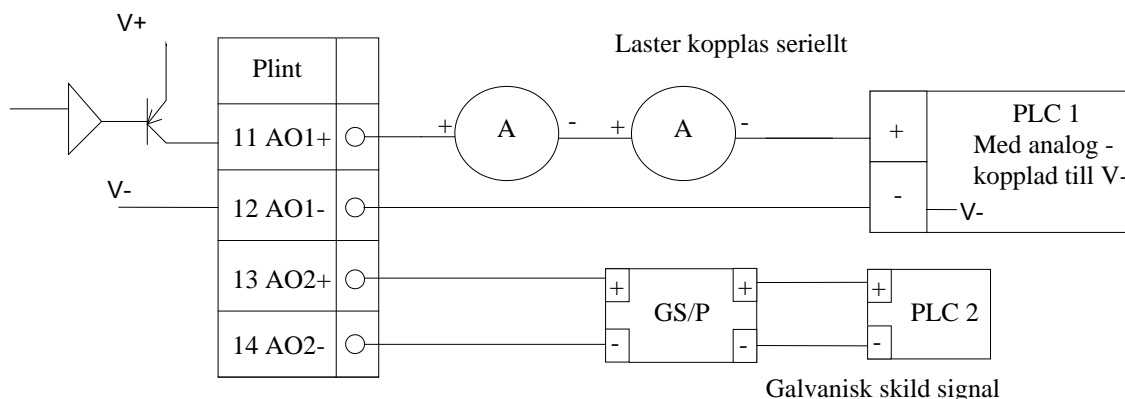 V+
Laster kopplas seriellt
Plint
PLC 1
Med analog -
kopplad till V-
11 AO1+
+ A - + A -
+
V-
12 AO1-
-
V-
13 AO2+
+ +
+
GS/P
PLC 2
14 AO2-
- -
-
Galvanisk skild signal